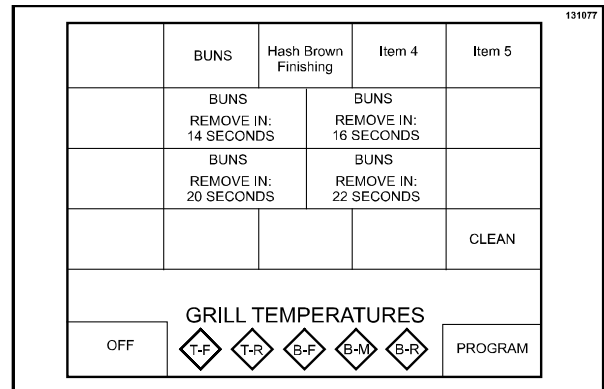 131077
BUNS
Hash Brown
Finishing
Item 4
Item 5
BUNS
REMOVE IN:
14 SECONDS
BUNS
REMOVE IN:
16 SECONDS
BUNS
REMOVE IN:
20 SECONDS
BUNS
REMOVE IN:
22 SECONDS
CLEAN
GRILL TEMPERATURES
OFF
T-F
T-R
B-F
B-M
B-R
PROGRAM